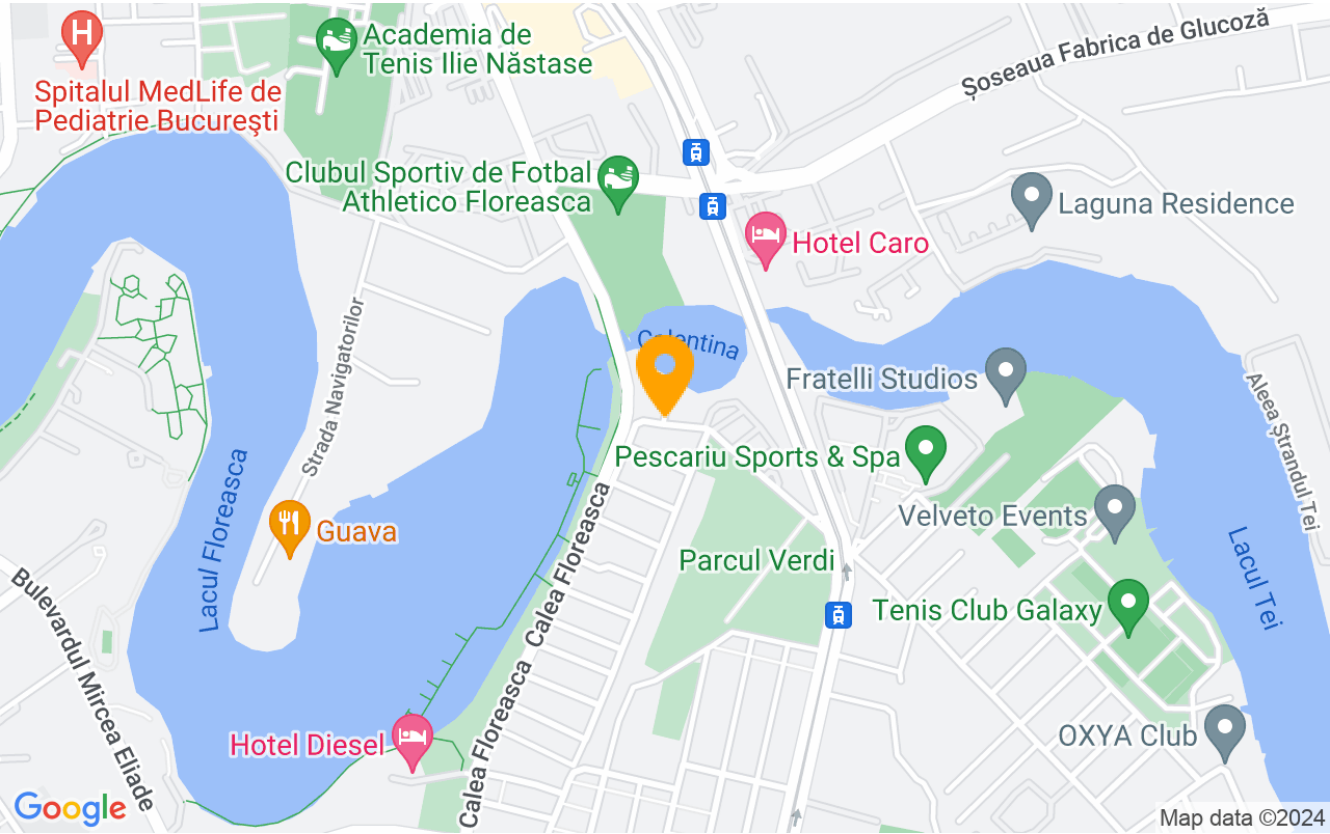 H
Spitalul MedLife de
Pediatrie Bucureşti
Academia de
Tenis Ilie Năstase
Șoseaua Fabrica de Glucoză
Clubul Sportiv de Fotbal
Athletico Floreasca
Laguna Residence
Hotel Caro
Colentina
Strada Navigatorilor
Fratelli Studios
Aleea Ștrandul Tei
Pescariu Sports & Spa
Lacul Floreasca
Guava
Calea Floreasca
Velveto Events
Parcul Verdi
Lacul Tei
Bulevardul Mircea Eliade
Tenis Club Galaxy
Calea Floreasca
Hotel Diesel
OXYA Club
Google
Map data ©2024